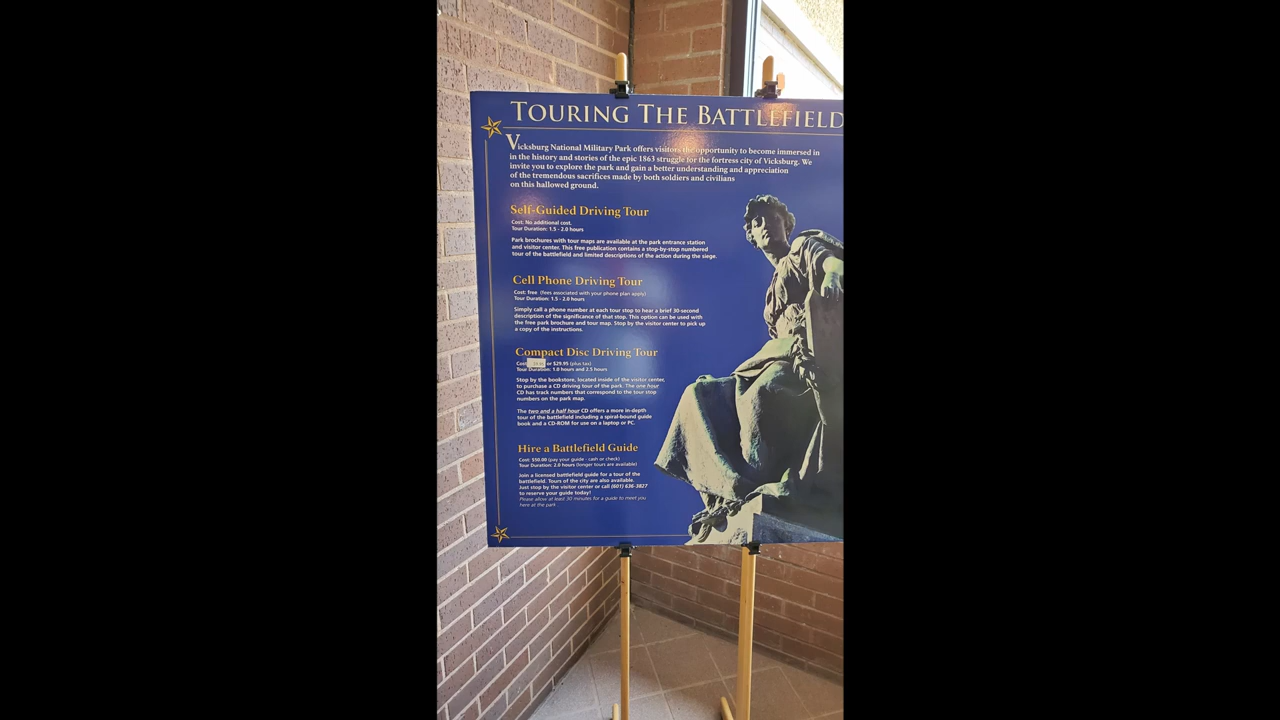 TOURING THE BATTLEFIELD
Vicksburg National Military Park offers visitors the opportunity to become immersed in
in the history and stories of the epic 1863 struggle for the fortress city of Vicksburg. We
invite you to explore the park and gain a better understanding and appreciation
of the tremendous sacrifices made by both soldiers and civilians
on this hallowed ground.
Self-Guided Driving Tour
Cost: No additional cost.
Tour Duration: 1.5 - 2.0 hours
Park brochures with tour maps are available at the park entrance station
and visitor center. This free publication contains a stop-by-stop numbered
tour of the battlefield and limited descriptions of the action during the siege.
Cell Phone Driving Tour
Cost: free (fees associated with your phone plan apply)
Tour Duration: 1.5 - 2.0 hours
Simply call a phone number at each tour stop to hear a brief 30-second
description of the significance of that stop. This option can be used with
the free park brochure and tour map. Stop by the visitor center to pick up
a copy of the instructions.
Compact Disc Driving Tour
Cost: or $29.95 (plus tax)
Tour Duration: 1.0 hours and 2.5 hours
Stop by the bookstore, located inside of the visitor center,
to purchase a CD driving tour of the park. The one hour
CD has track numbers that correspond to the tour stop
numbers on the park map.
The two and a half hour CD offers a more in-depth
tour of the battlefield including a spiral-bound guide
book and a CD-ROM for use on a laptop or PC.
Hire a Battlefield Guide
Cost: $50.00 (pay your guide - cash or check)
Tour Duration: 2.0 hours (longer tours are available)
Join a licensed battlefield guide for a tour of the
battlefield. Tours of the city are also available.
Just stop by the visitor center or call (601) 636-3827
to reserve your guide today!
Please allow at least 30 minutes for a guide to meet you
here at the park.